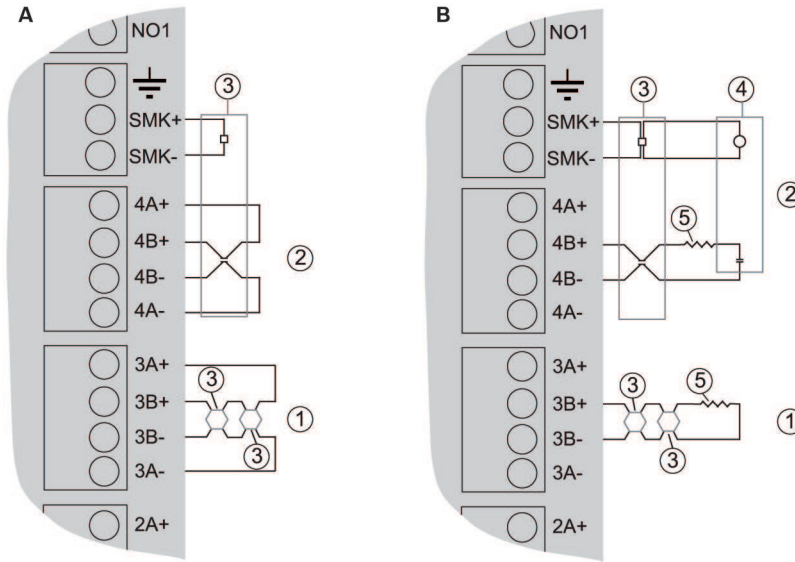 A
NO1
③
SMK+
SMK-
4A+
4B+
②
4B-
4A-
3A+
③
3B+
①
3B-
③
3A-
2A+
B
NO1
③
④
SMK+
SMK-
②
4A+
⑤
4B+
4B-
4A-
3A+
③
⑤
3B+
①
3B-
③
3A-
2A+